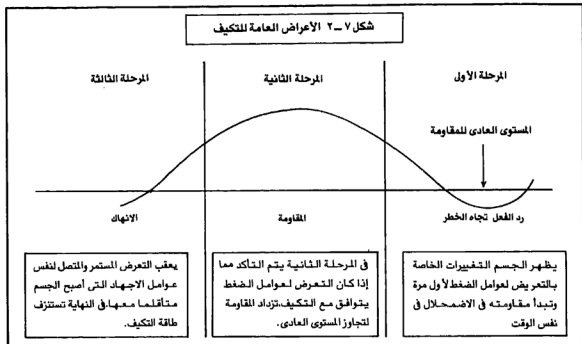 شكل ٧ – ٢ الأعراض العامة للتكيف
المرحلة الأولى
المرحلة الثانية
المرحلة الثالثة
المستوى العادى للمقاومة
رد الفعل تجاه الخطر
المقاومة
الانهاك
يظهر الجسم التغييرات الخاصة
بالتعريض لعوامل الضغط لأول مرة
وتبدأ مقاومته فى الاضمحلال فى
نفس الوقت
فى المرحلة الثانية يتم التأكد مما
إذا كان التعرض لعوامل الضغط
يتوافق مع التكيف،تزداد المقاومة
لتجاوز المستوى العادى.
يعقب التعرض المستمر والمتصل لنفس
عوامل الاجهاد التى أصبح الجسم
متأقلما معها،فى النهاية تستنزف
طاقة التكيف.